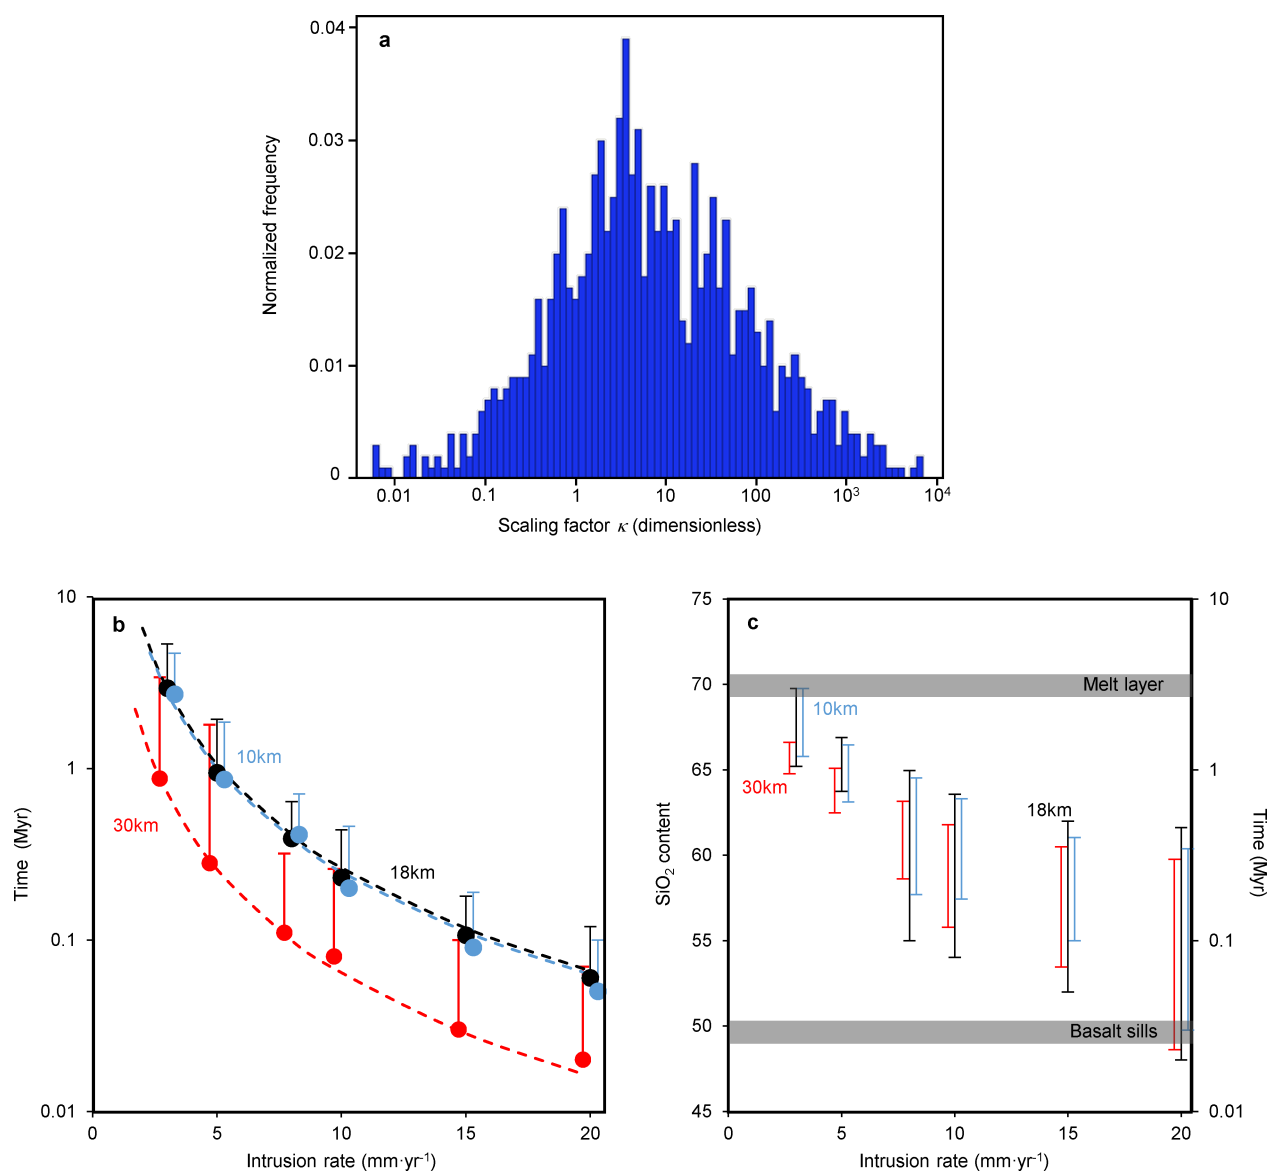 a
0.04
0.03
0.02
0.01
0
Normalized frequency
0.01 0.1 1 10 100 10³ 10⁴
Scaling factor κ (dimensionless)
b
10
1
0.1
0.01
Time (Myr)
10km
30km
18km
0 5 10 15 20
Intrusion rate (mm·yr⁻¹)
c
75
70
65
60
55
50
45
SiO₂ content
Melt layer
10km
30km
18km
Basalt sills
10
1
0.1
0.01
Time (Myr)
0 5 10 15 20
Intrusion rate (mm·yr⁻¹)